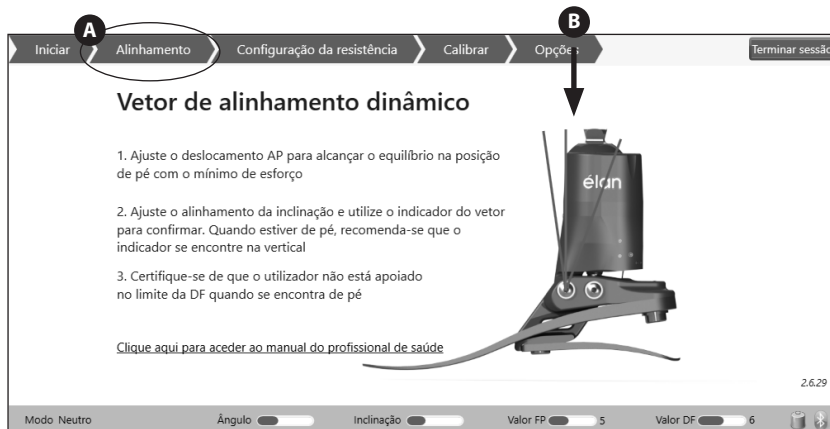 A
B
Iniciar
Alinhamento
Configuração da resistência
Calibrar
Opções
Terminar sessão
Vetor de alinhamento dinâmico
1. Ajuste o deslocamento AP para alcançar o equilíbrio na posição
de pé com o mínimo de esforço
2. Ajuste o alinhamento da inclinação e utilize o indicador do vetor
para confirmar. Quando estiver de pé, recomenda-se que o
indicador se encontre na vertical
3. Certifique-se de que o utilizador não está apoiado
no limite da DF quando se encontra de pé
Clique aqui para aceder ao manual do profissional de saúde
élan
2.6.29
Modo Neutro
Ângulo
Inclinação
Valor FP 5
Valor DF 6